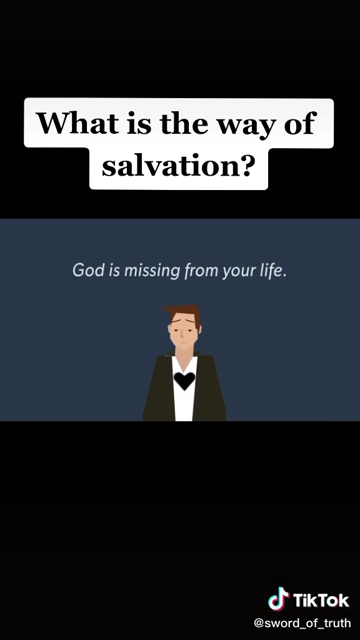 What is the way of
salvation?
God is missing from your life.
TikTok
@sword_of_truth